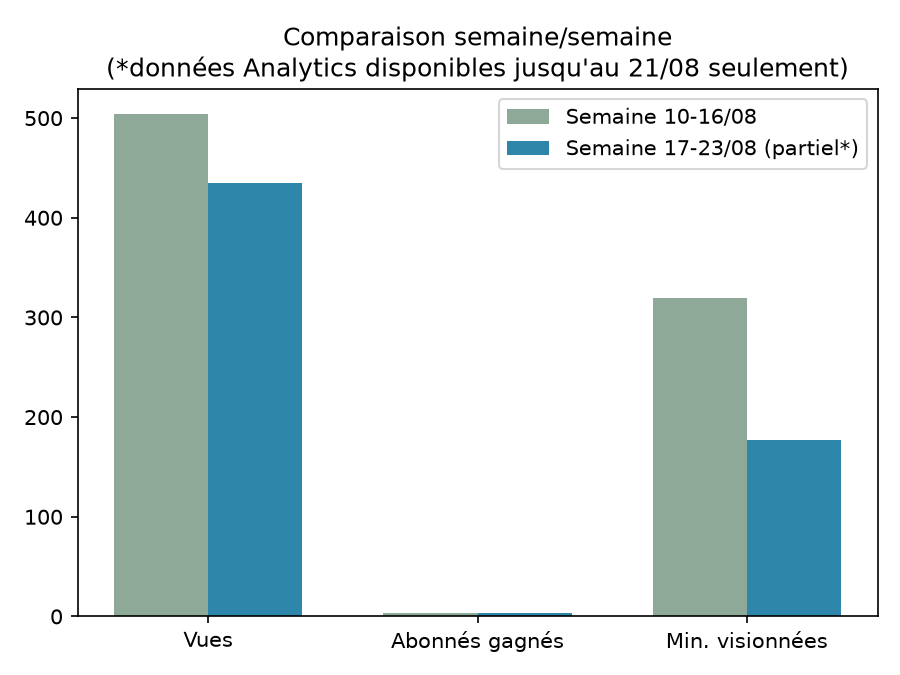 Comparaison semaine/semaine
(*données Analytics disponibles jusqu'au 21/08 seulement)
Semaine 10-16/08
Semaine 17-23/08 (partiel*)
500
400
300
200
100
0
Vues
Abonnés gagnés
Min. visionnées